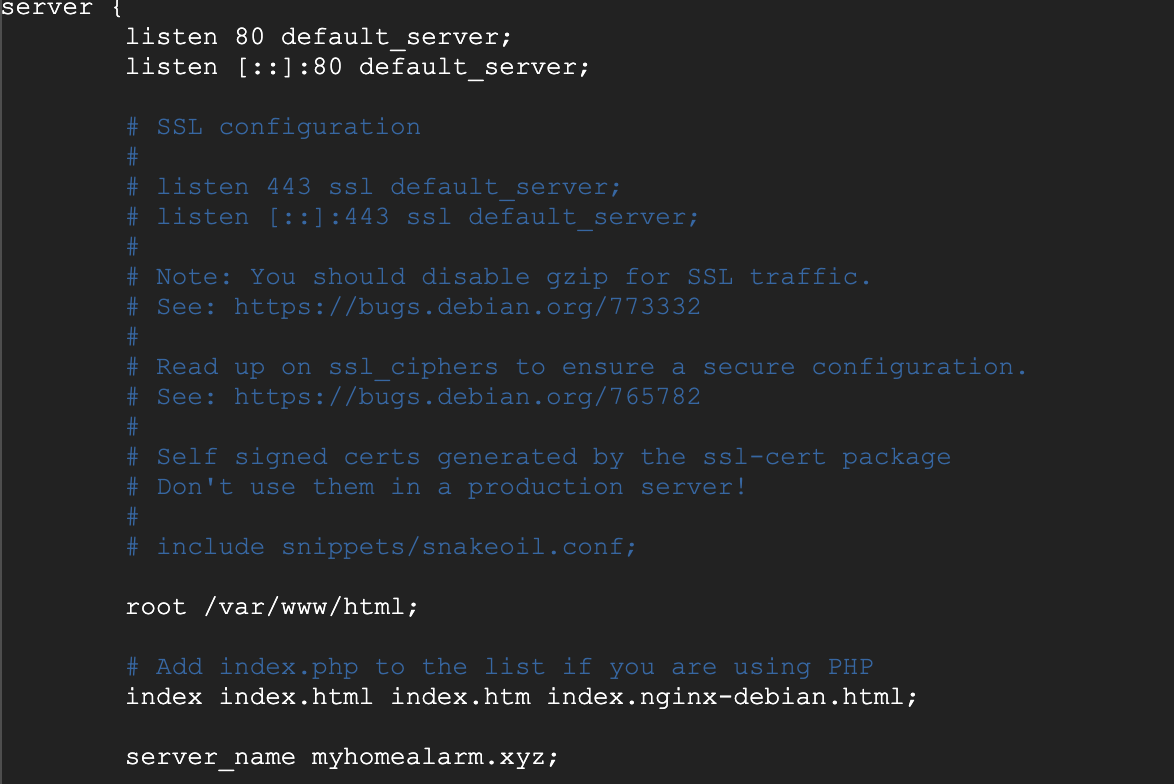 server {
listen 80 default_server;
listen [::]:80 default_server;
# SSL configuration
#
# listen 443 ssl default_server;
# listen [::]:443 ssl default_server;
#
# Note: You should disable gzip for SSL traffic.
# See: https://bugs.debian.org/773332
#
# Read up on ssl_ciphers to ensure a secure configuration.
# See: https://bugs.debian.org/765782
#
# Self signed certs generated by the ssl-cert package
# Don't use them in a production server!
#
# include snippets/snakeoil.conf;
root /var/www/html;
# Add index.php to the list if you are using PHP
index index.html index.htm index.nginx-debian.html;
server_name myhomealarm.xyz;